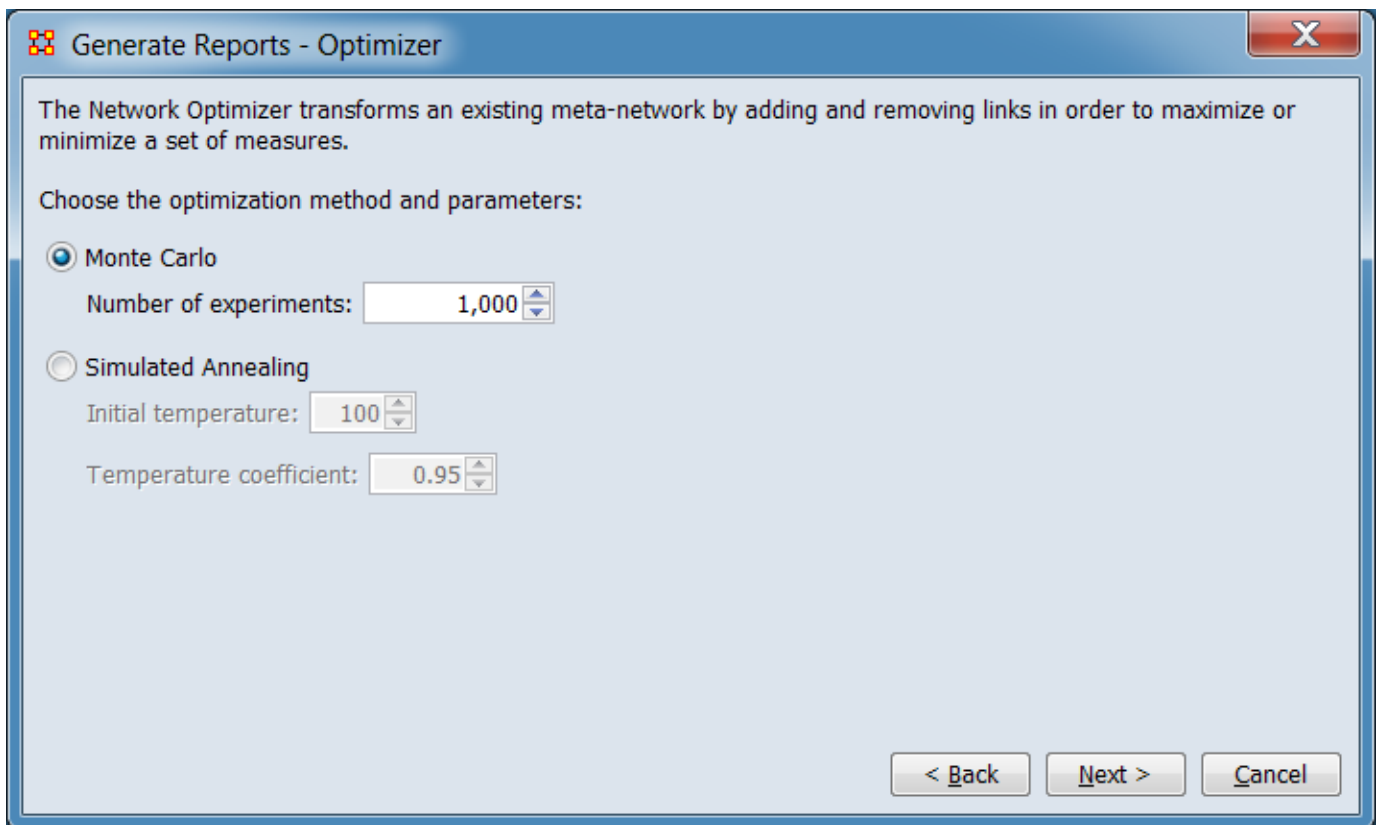 Generate Reports - Optimizer
X
The Network Optimizer transforms an existing meta-network by adding and removing links in order to maximize or
minimize a set of measures.
Choose the optimization method and parameters:
Monte Carlo
Number of experiments: 1,000
Simulated Annealing
Initial temperature: 100
Temperature coefficient: 0.95
< Back Next > Cancel